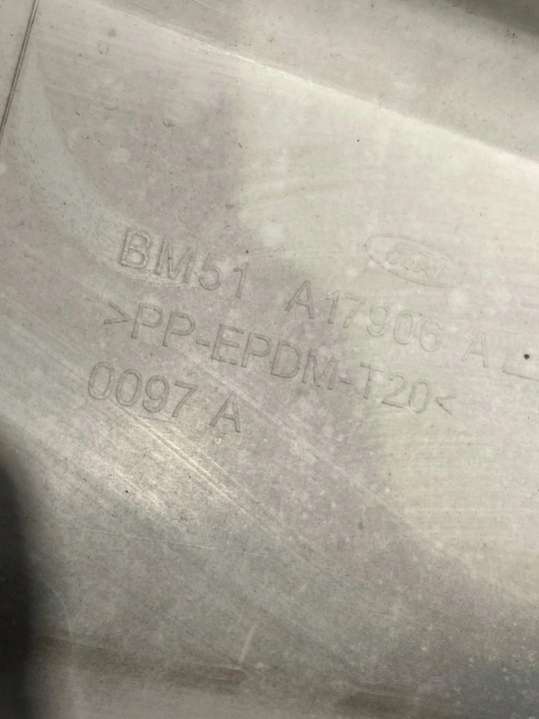 BM51 A17906 A
>PP-EPDM-T20<
0097 A